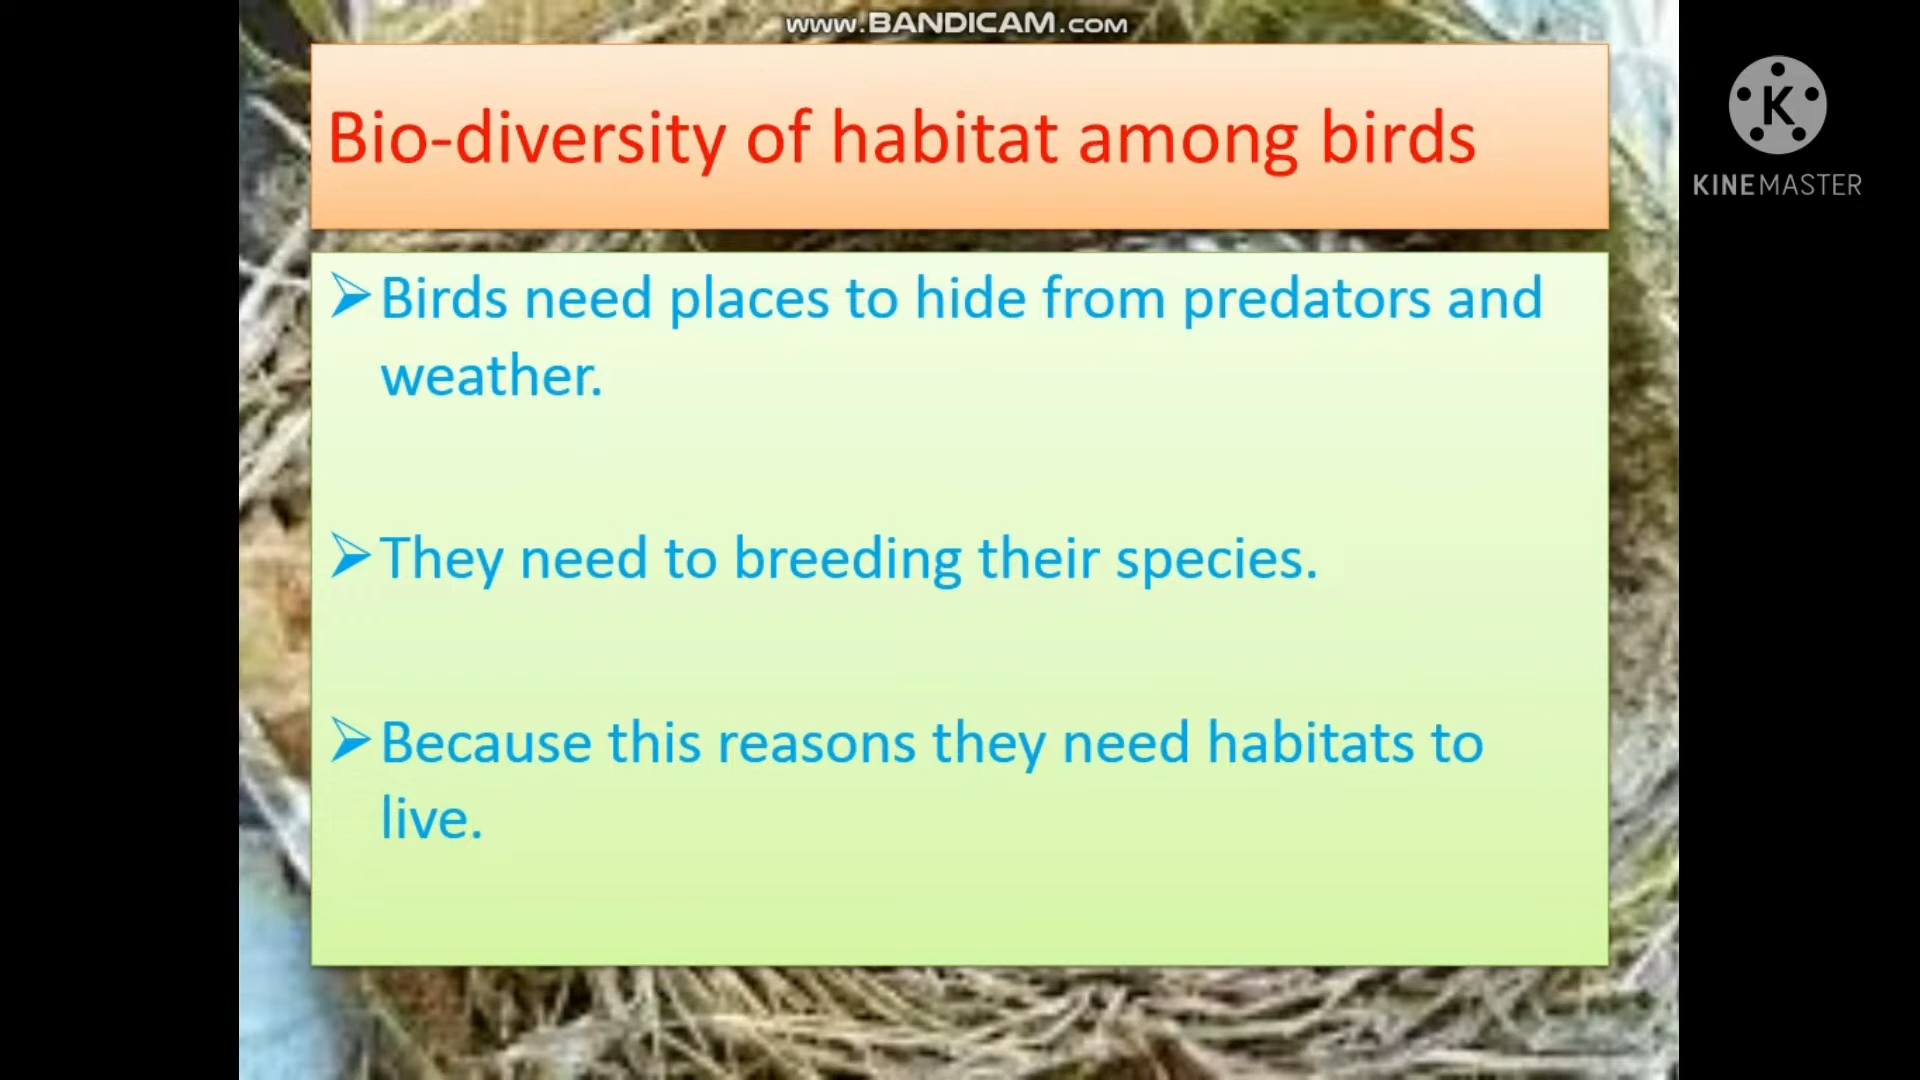 www.BANDICAM.com
Bio-diversity of habitat among birds
K
KINEMASTER
Birds need places to hide from predators and
weather.
They need to breeding their species.
Because this reasons they need habitats to
live.